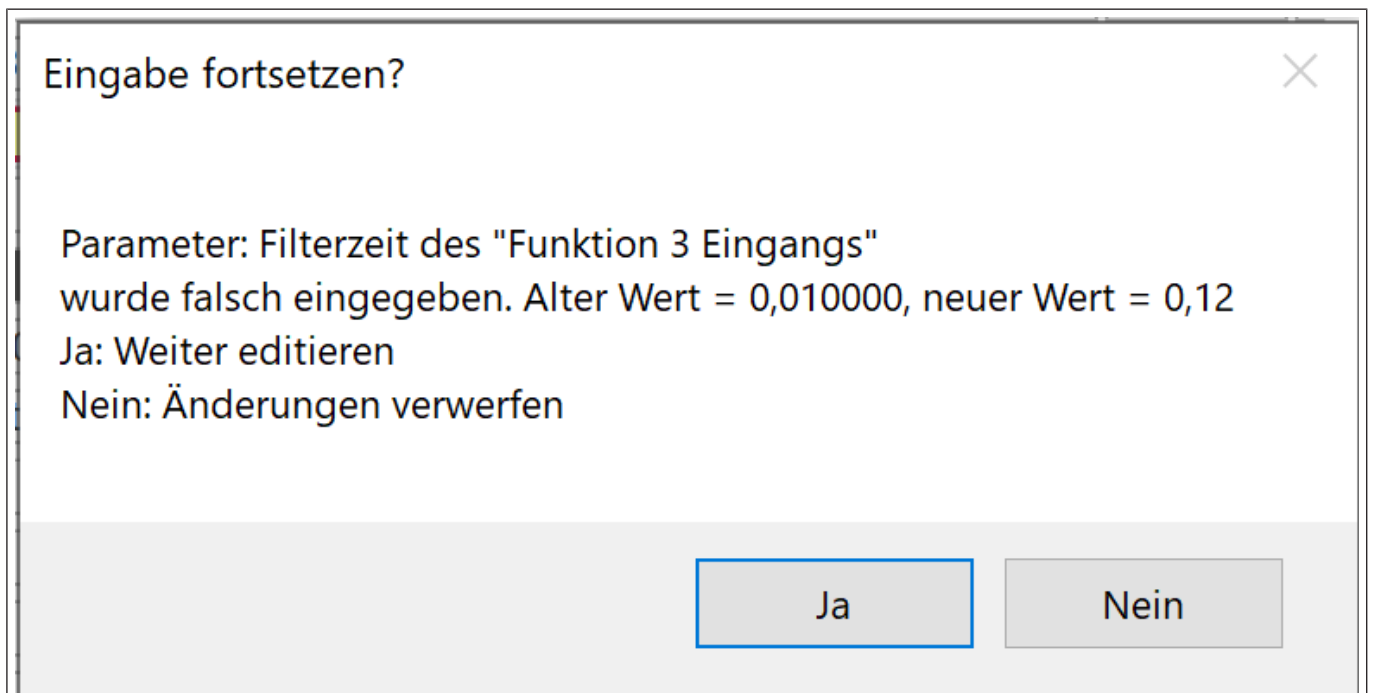 Eingabe fortsetzen?
Parameter: Filterzeit des "Funktion 3 Eingangs"
wurde falsch eingegeben. Alter Wert = 0,010000, neuer Wert = 0,12
Ja: Weiter editieren
Nein: Änderungen verwerfen
Ja
Nein